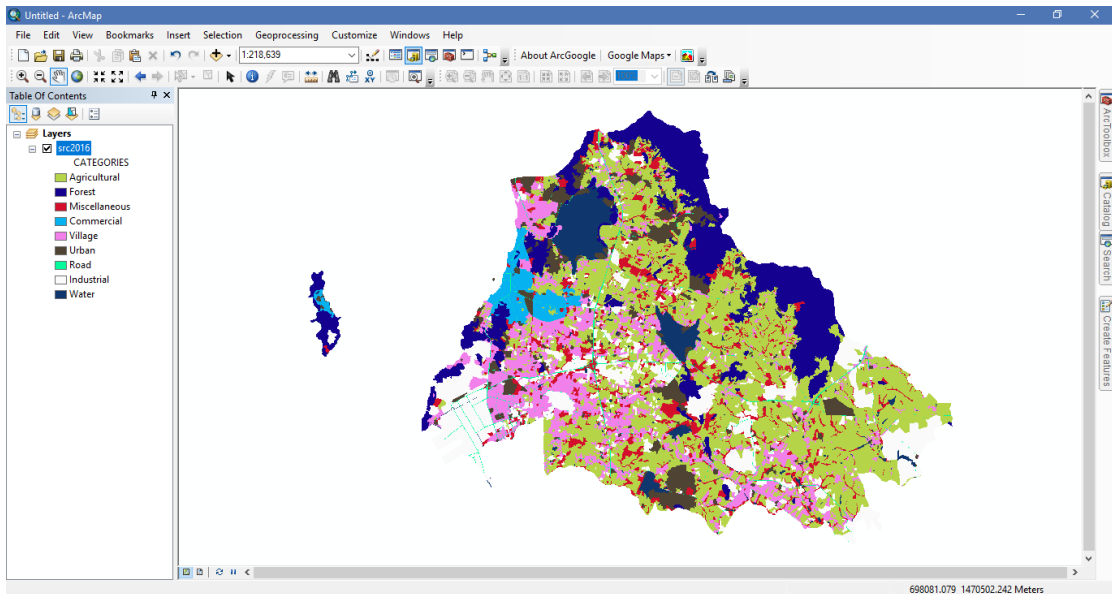 Untitled - ArcMap
File Edit View Bookmarks Insert Selection Geoprocessing Customize Windows Help
1:218,639 About ArcGoogle Google Maps
Table Of Contents
Layers
src2016
CATEGORIES
Agricultural
Forest
Miscellaneous
Commercial
Village
Urban
Road
Industrial
Water
ArcToolbox
Catalog
Search
Create Features
698081.079 1470502.242 Meters